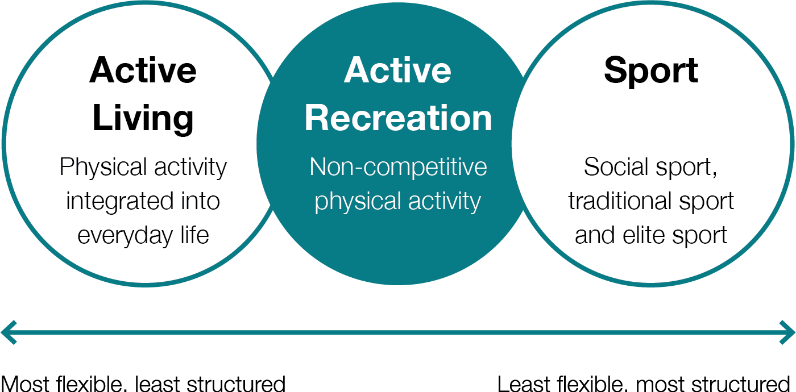 Active
Living
Physical activity
integrated into
everyday life
Active
Recreation
Non-competitive
physical activity
Sport
Social sport,
traditional sport
and elite sport
Most flexible, least structured
Least flexible, most structured